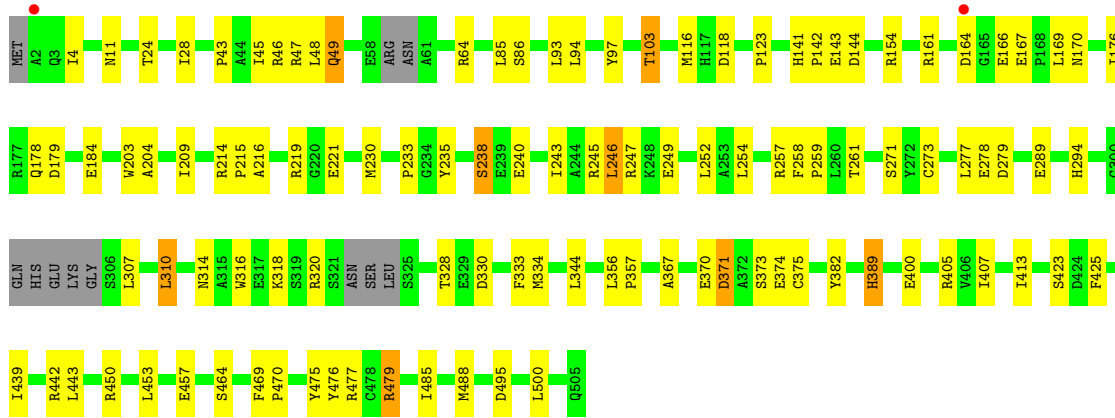 MET A2 Q3 I4 N11 T24 I28 P43 A44 I45 R46 R47 L48 Q49 E58 ARG ASN A61 R64 L85 S86 L93 L94 Y97 T103 M116 H117 D118 P123 H141 P142 E143 D144 R154 R161 D164 G165 E166 E167 P168 L169 N170
R177 Q178 D179 E184 W203 A204 I209 R214 P215 A216 R219 G220 E221 M230 P233 G234 Y235 S238 E239 E240 I243 A244 R245 L246 R247 K248 E249 L252 A253 L254 R257 F258 P259 L260 T261 S271 Y272 C273 L277 E278 D279 E289 H294
GLN HIS GLU LYS GLY S306 L307 L310 N314 A315 W316 E317 K318 S319 R320 S321 ASN SER LEU S325 T328 E329 D330 F333 M334 L344 L356 P357 A367 E370 D371 A372 S373 E374 C375 Y382 H389 E400 R405 V406 I407 I413 S423 D424 F425
I439 R442 L443 R450 L453 E457 S464 F469 P470 Y475 Y476 R477 C478 R479 I485 M488 D495 L500 Q505